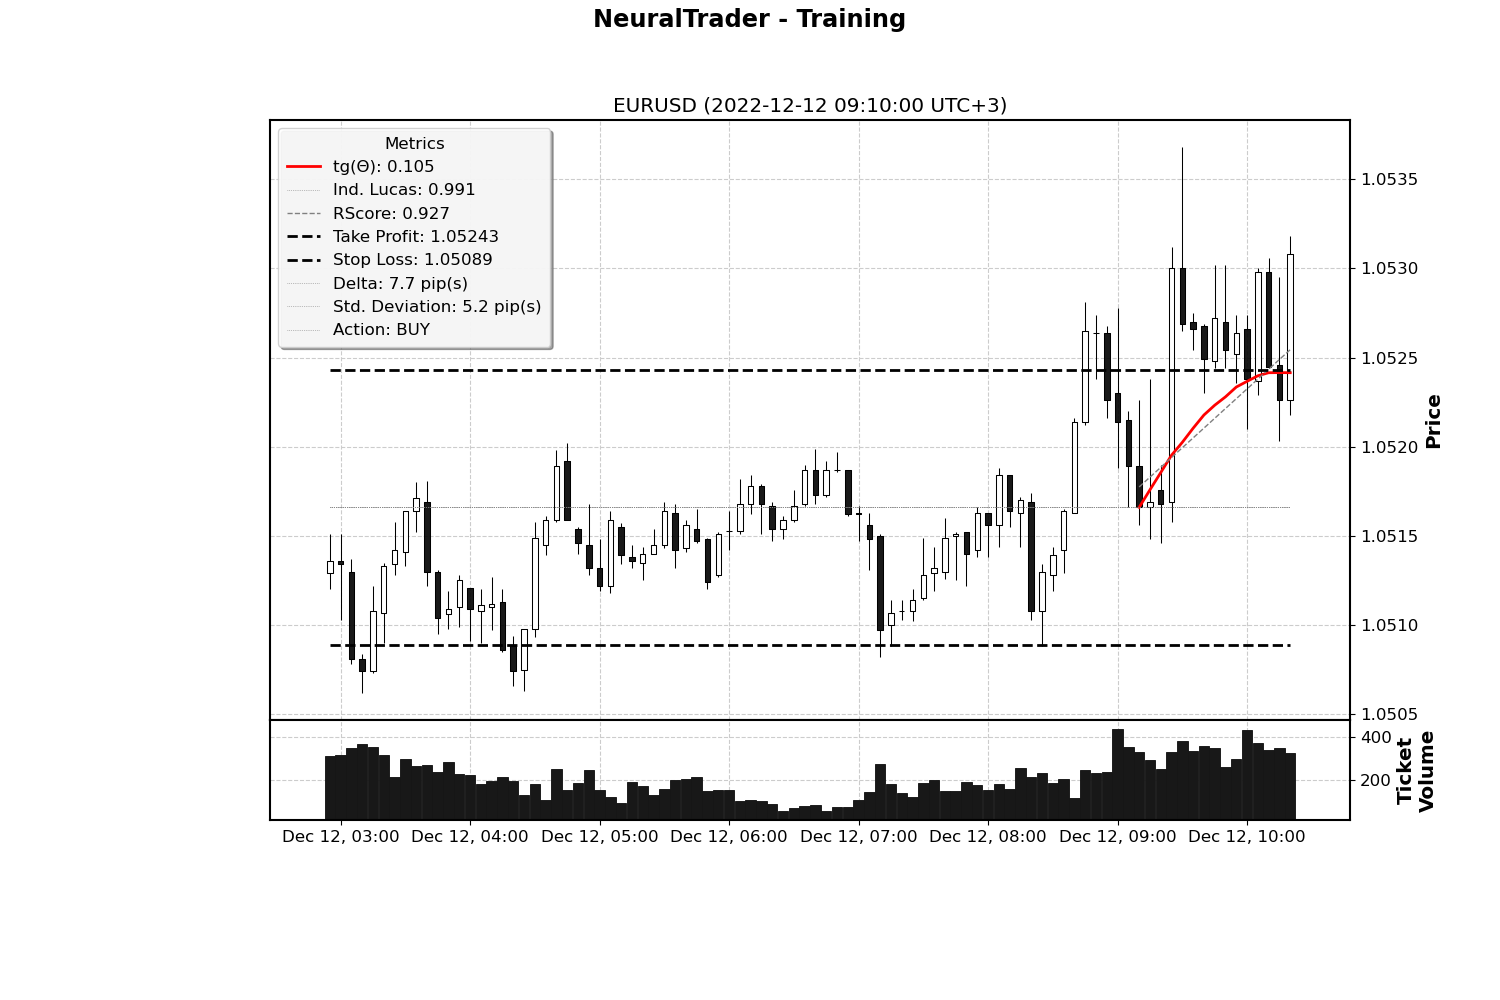 NeuralTrader - Training
EURUSD (2022-12-12 09:10:00 UTC+3)
Metrics
tg(Θ): 0.105
Ind. Lucas: 0.991
RScore: 0.927
Take Profit: 1.05243
Stop Loss: 1.05089
Delta: 7.7 pip(s)
Std. Deviation: 5.2 pip(s)
Action: BUY
1.0535
1.0530
1.0525
1.0520
1.0515
1.0510
1.0505
Price
400
200
Ticket
Volume
Dec 12, 03:00
Dec 12, 04:00
Dec 12, 05:00
Dec 12, 06:00
Dec 12, 07:00
Dec 12, 08:00
Dec 12, 09:00
Dec 12, 10:00